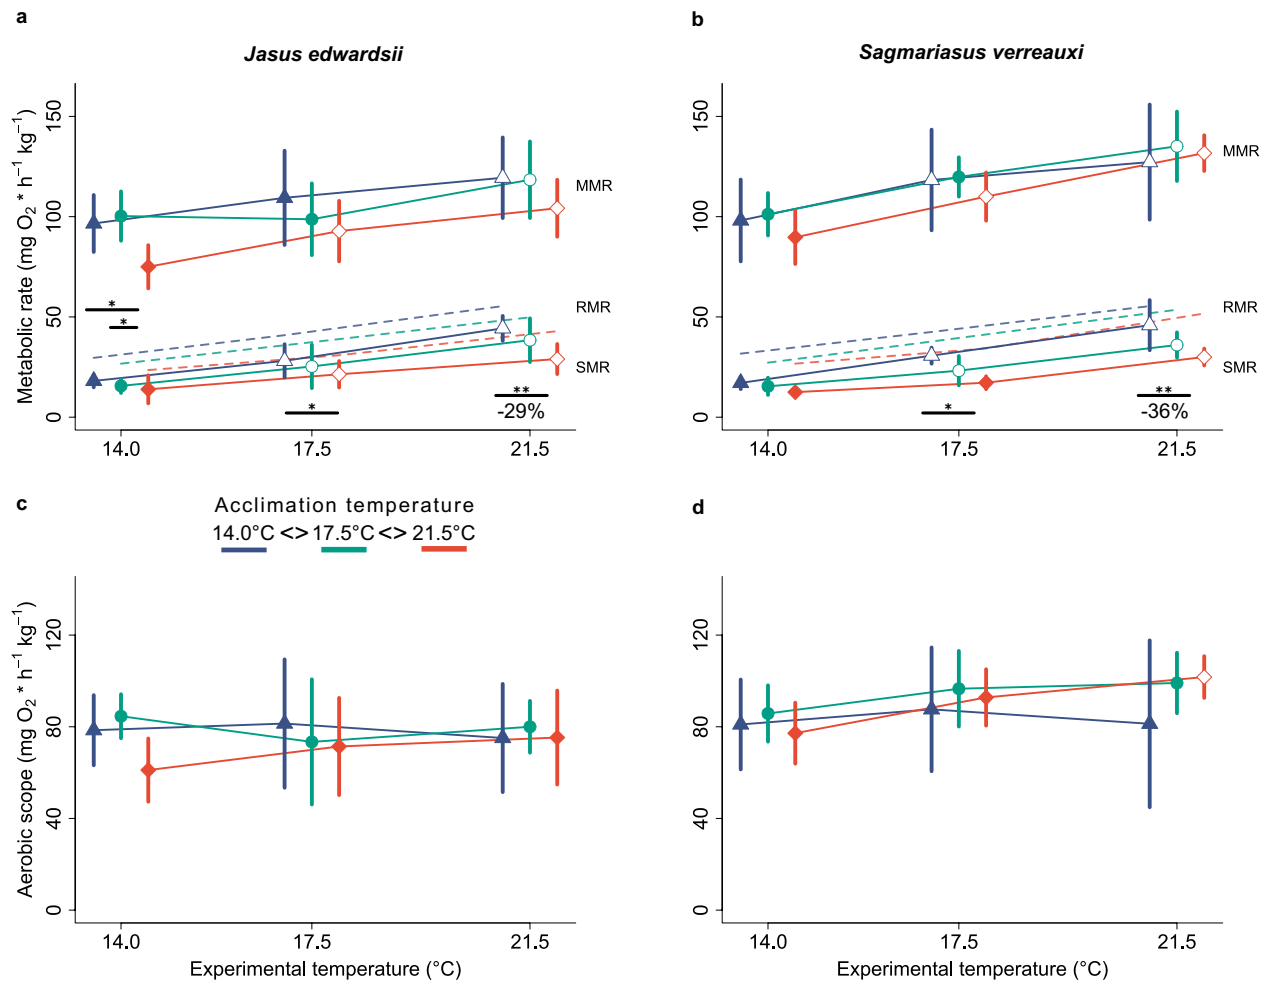 a
Jasus edwardsii
Metabolic rate (mg O₂ * h⁻¹ kg⁻¹)
150
100
50
0
MMR
RMR
SMR
*
*
*
**
-29%
14.0
17.5
21.5
b
Sagmariasus verreauxi
150
100
50
0
MMR
RMR
SMR
*
**
-36%
14.0
17.5
21.5
c
Acclimation temperature
14.0°C <> 17.5°C <> 21.5°C
Aerobic scope (mg O₂ * h⁻¹ kg⁻¹)
120
80
40
0
14.0
17.5
21.5
Experimental temperature (°C)
d
120
80
40
0
14.0
17.5
21.5
Experimental temperature (°C)